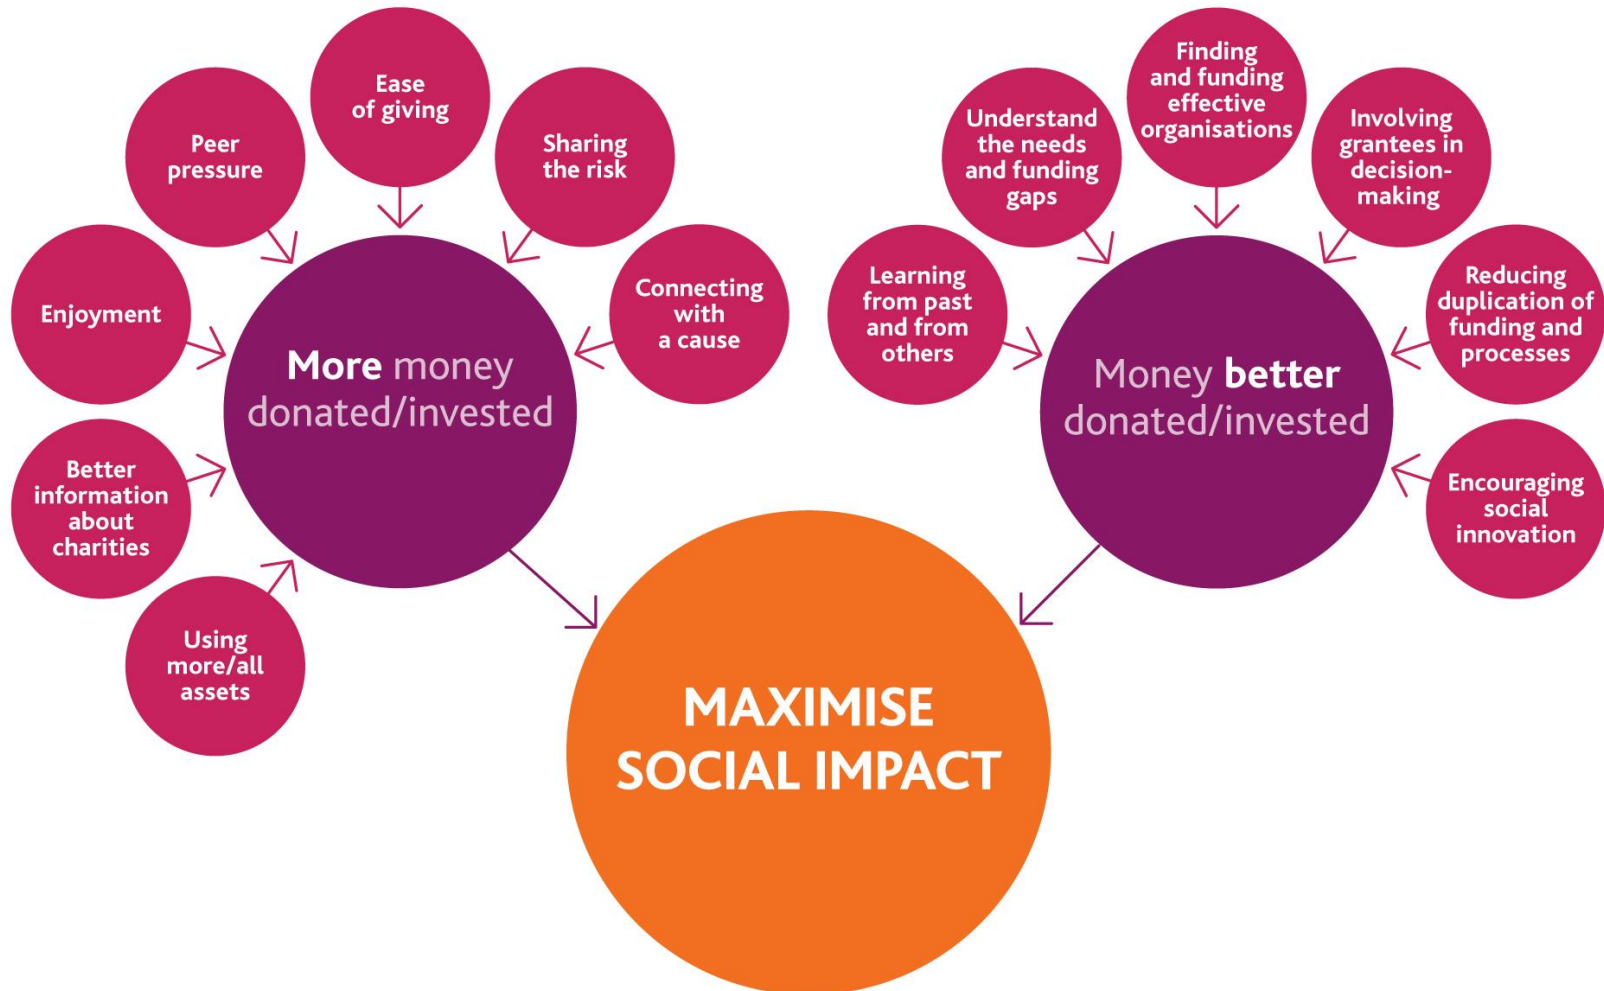 Ease
of giving
Peer
pressure
Sharing
the risk
Enjoyment
Connecting
with
a cause
Better
information
about
charities
Using
more/all
assets
More money
donated/invested
Finding
and funding
effective
organisations
Understand
the needs
and funding
gaps
Involving
grantees in
decision-
making
Learning
from past
and from
others
Reducing
duplication of
funding and
processes
Encouraging
social
innovation
Money better
donated/invested
MAXIMISE
SOCIAL IMPACT